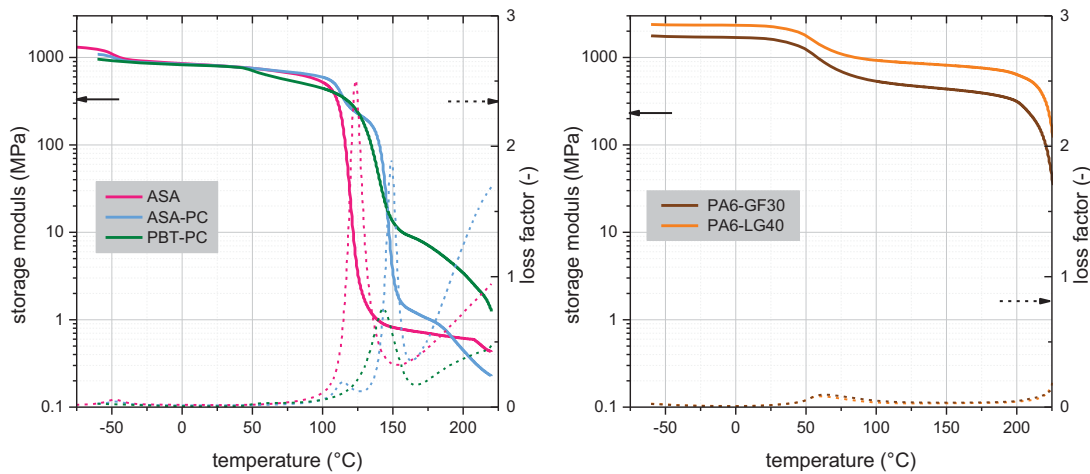 1000
100
10
1
0.1
storage moduls (MPa)
-50
0
50
100
150
200
temperature (°C)
3
2
1
0
loss factor (-)
ASA
ASA-PC
PBT-PC
1000
100
10
1
0.1
storage moduls (MPa)
-50
0
50
100
150
200
temperature (°C)
3
2
1
0
loss factor (-)
PA6-GF30
PA6-LG40